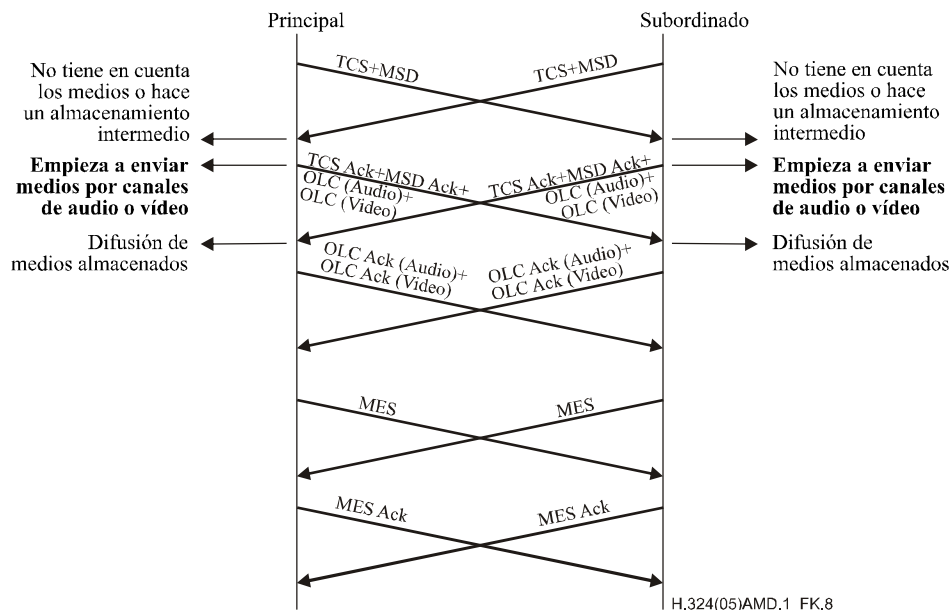 Principal
Subordinado
No tiene en cuenta
los medios o hace
un almacenamiento
intermedio
TCS+MSD
TCS+MSD
No tiene en cuenta
los medios o hace
un almacenamiento
intermedio
Empieza a enviar
medios por canales
de audio o vídeo
TCS Ack+MSD Ack+
OLC (Audio)+
OLC (Video)
TCS Ack+MSD Ack+
OLC (Audio)+
OLC (Video)
Empieza a enviar
medios por canales
de audio o vídeo
Difusión de
medios almacenados
OLC Ack (Audio)+
OLC Ack (Video)
OLC Ack (Audio)+
OLC Ack (Video)
Difusión de
medios almacenados
MES
MES
MES Ack
MES Ack
H.324(05)AMD.1_FK.8